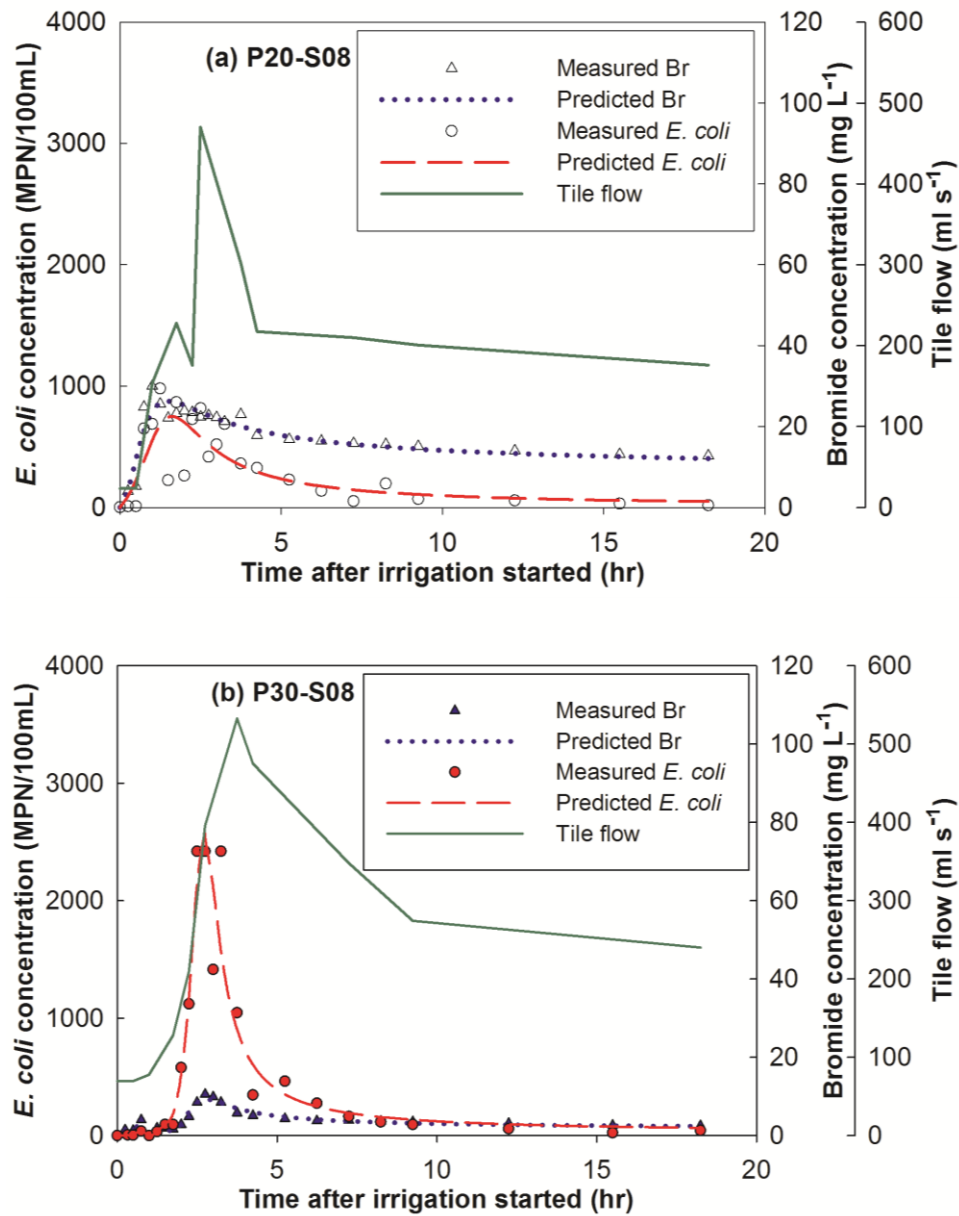 (a) P20-S08
Measured Br
Predicted Br
Measured E. coli
Predicted E. coli
Tile flow
E. coli concentration (MPN/100mL)
4000
3000
2000
1000
0
120
100
80
60
40
20
0
Bromide concentration (mg L⁻¹)
600
500
400
300
200
100
0
Tile flow (ml s⁻¹)
0 5 10 15 20
Time after irrigation started (hr)
(b) P30-S08
Measured Br
Predicted Br
Measured E. coli
Predicted E. coli
Tile flow
E. coli concentration (MPN/100mL)
4000
3000
2000
1000
0
120
100
80
60
40
20
0
Bromide concentration (mg L⁻¹)
600
500
400
300
200
100
0
Tile flow (ml s⁻¹)
0 5 10 15 20
Time after irrigation started (hr)